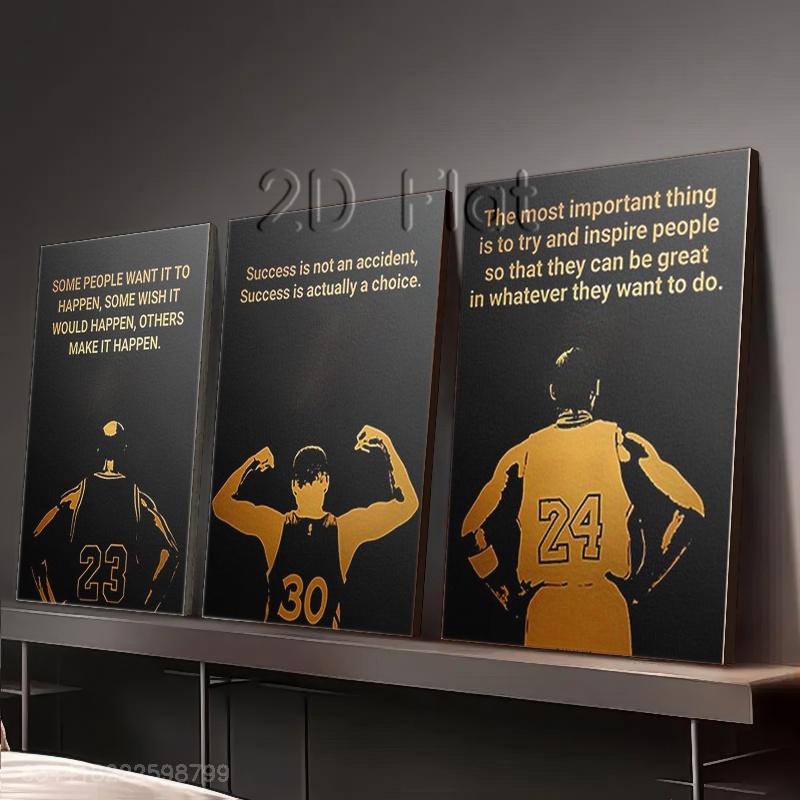 2D Flat
SOME PEOPLE WANT IT TO
HAPPEN, SOME WISH IT
WOULD HAPPEN, OTHERS
MAKE IT HAPPEN.
23
Success is not an accident,
Success is actually a choice.
30
The most important thing
is to try and inspire people
so that they can be great
in whatever they want to do.
24